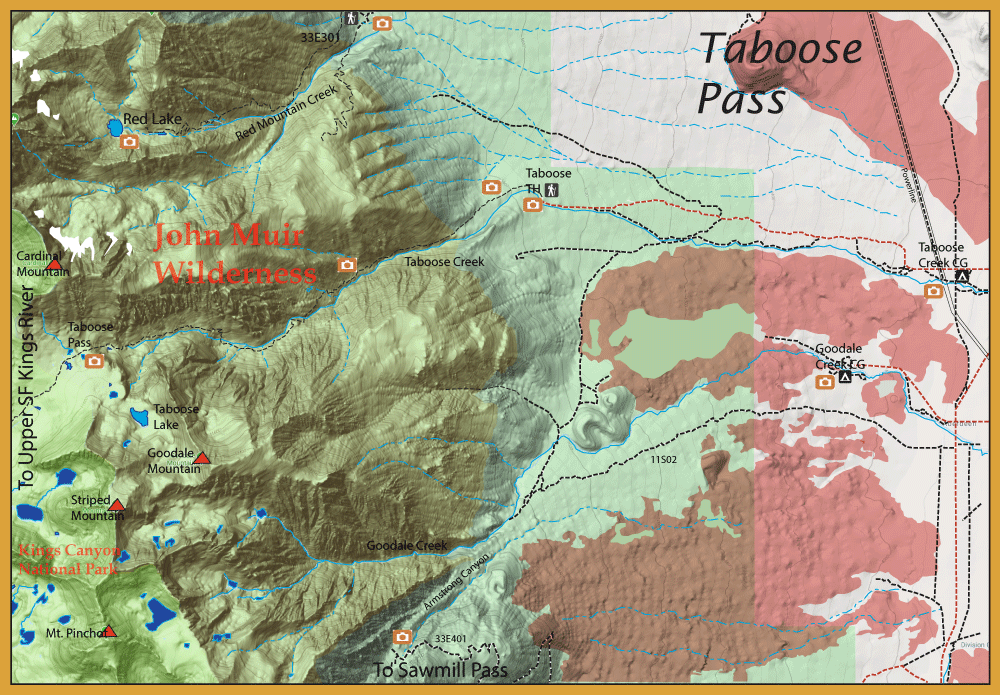 Taboose
Pass
33E301
Red Lake
Red Mountain Creek
Taboose
TH
Powerline
John Muir
Wilderness
Taboose Creek
Cardinal
Mountain
Taboose
Creek CG
To Upper SF Kings River
Taboose
Pass
Goodale
Creek CG
Taboose
Lake
Goodale
Mountain
11S02
Striped
Mountain
Kings Canyon
National Park
Goodale Creek
Armstrong Canyon
Mt. Pinchot
33E401
To Sawmill Pass
Division